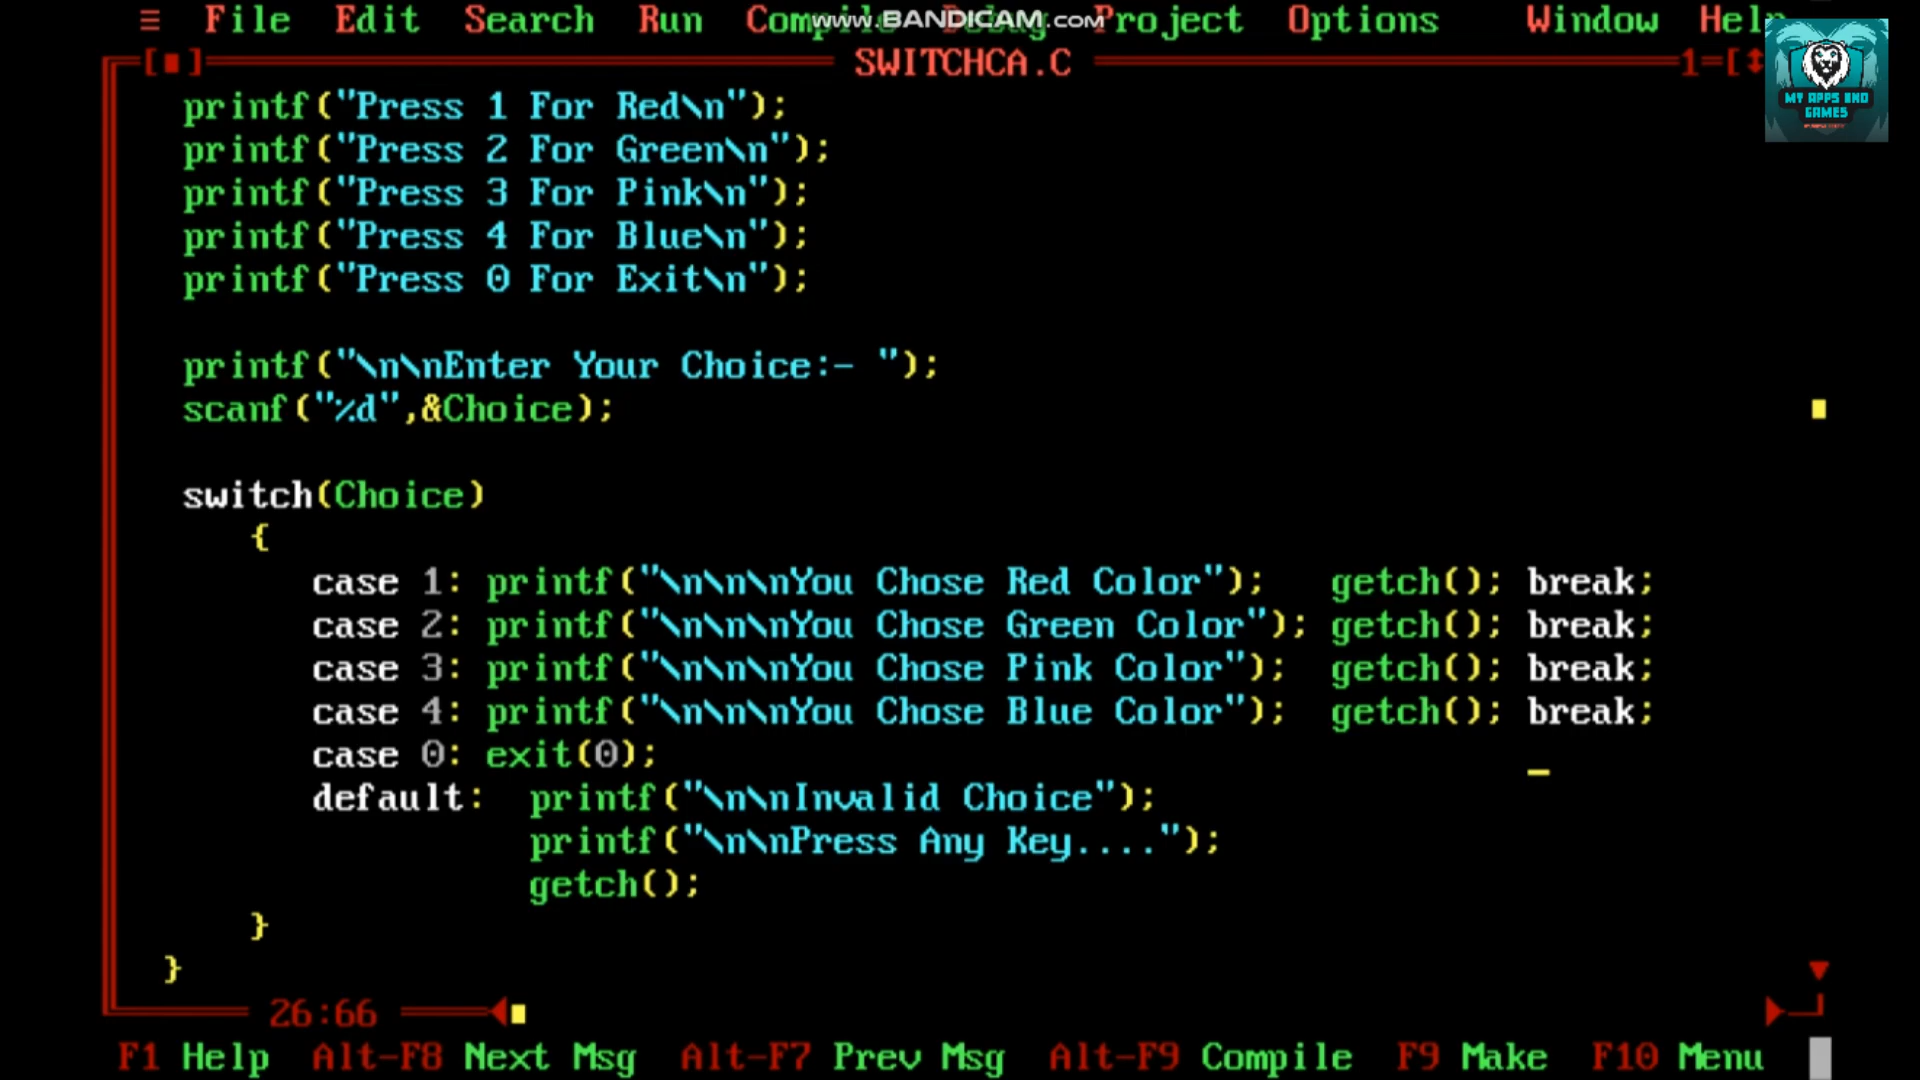 ≡ File Edit Search Run Compile Debug Project Options Window Help
www.BANDICAM.com
MY APPS AND GAMES
[■] SWITCHCA.C 1=[↕
printf("Press 1 For Red\n");
printf("Press 2 For Green\n");
printf("Press 3 For Pink\n");
printf("Press 4 For Blue\n");
printf("Press 0 For Exit\n");
printf("\n\nEnter Your Choice:- ");
scanf("%d",&Choice);
switch(Choice)
{
case 1: printf("\n\n\nYou Chose Red Color"); getch(); break;
case 2: printf("\n\n\nYou Chose Green Color"); getch(); break;
case 3: printf("\n\n\nYou Chose Pink Color"); getch(); break;
case 4: printf("\n\n\nYou Chose Blue Color"); getch(); break;
case 0: exit(0);
default: printf("\n\nInvalid Choice");
printf("\n\nPress Any Key....");
getch();
}
}
26:66
F1 Help Alt-F8 Next Msg Alt-F7 Prev Msg Alt-F9 Compile F9 Make F10 Menu